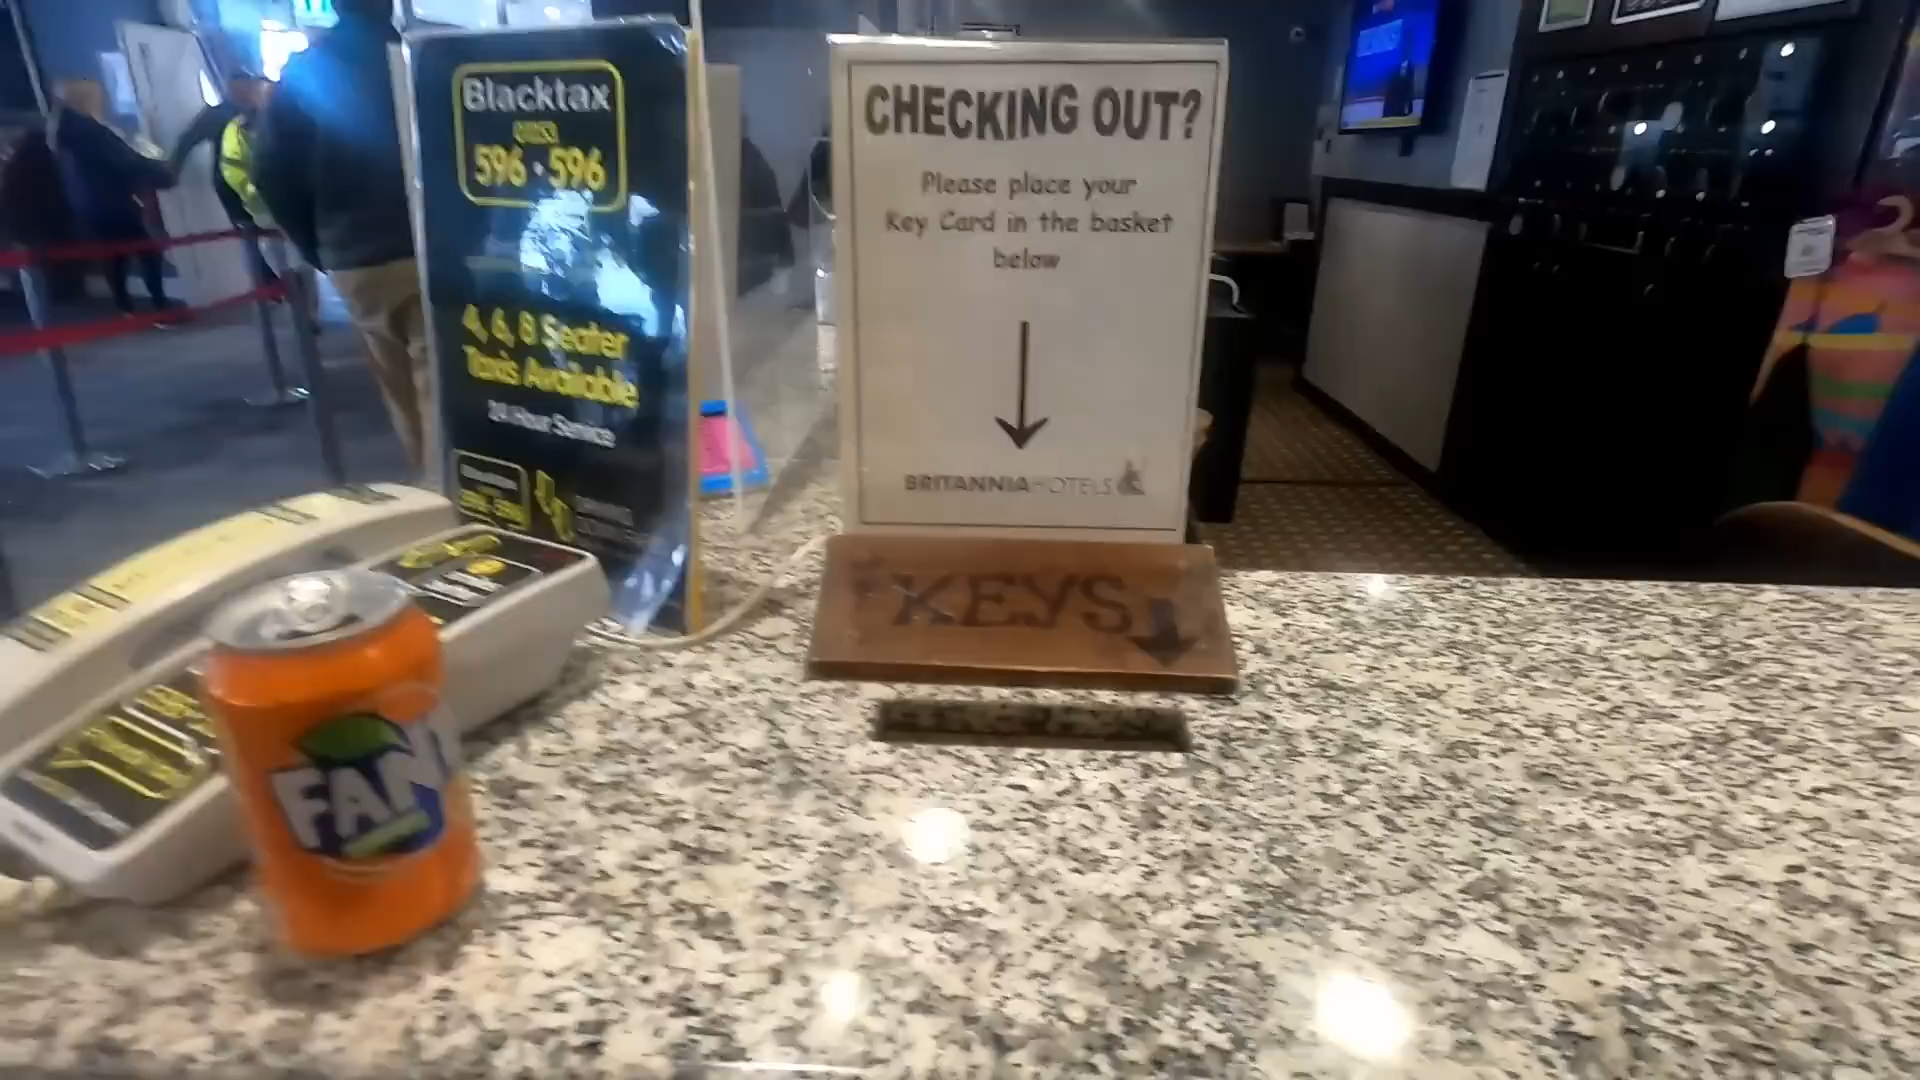 Blacktax
596·596
4, 6, 8 Seater
Taxis Available
24 Hour Service
CHECKING OUT?
Please place your
Key Card in the basket
below
BRITANNIA HOTELS
KEYS
FAN